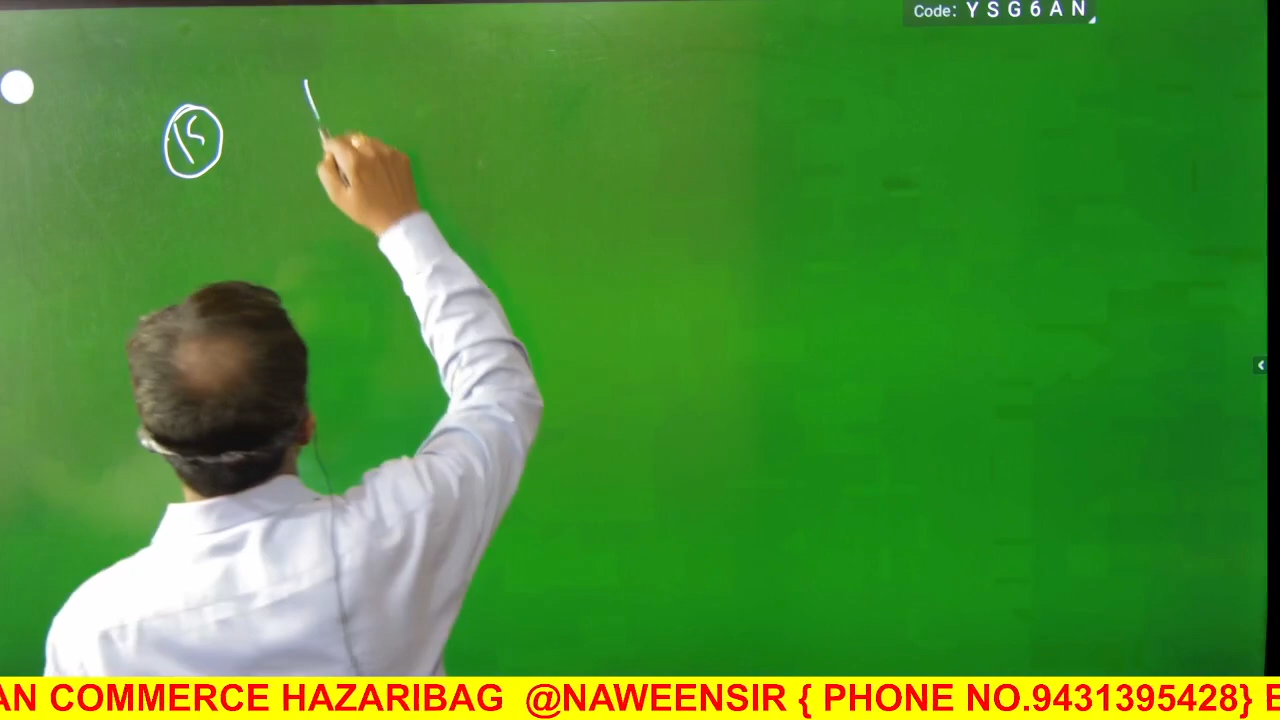 Code: Y S G 6 A N
15
AN COMMERCE HAZARIBAG @NAWEENSIR { PHONE NO.9431395428} E